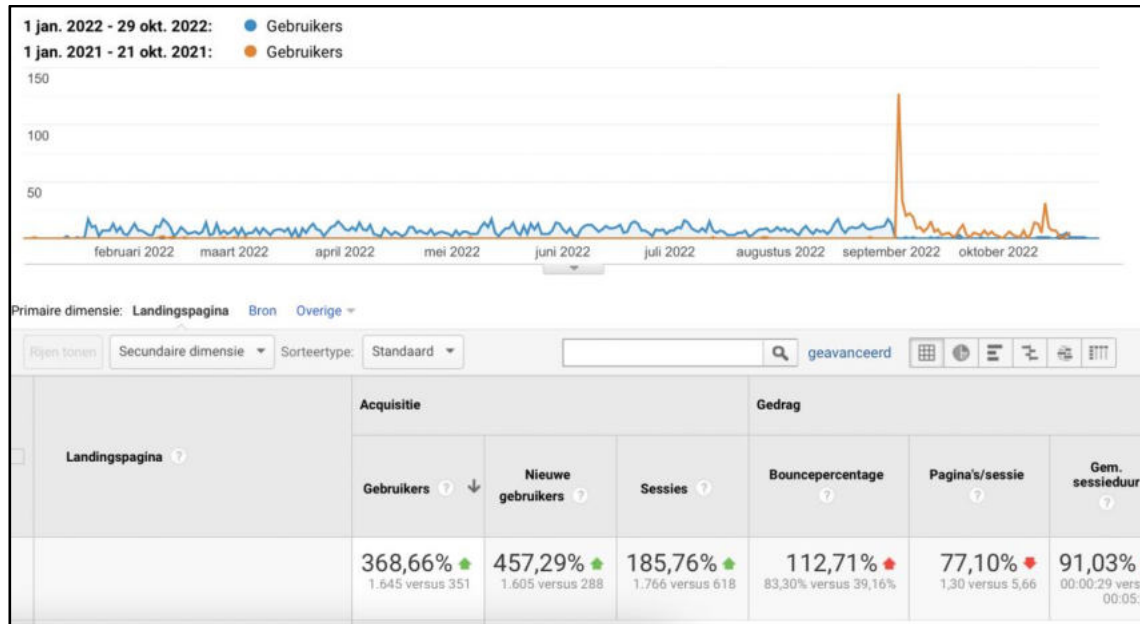 1 jan. 2022 - 29 okt. 2022: Gebruikers
1 jan. 2021 - 21 okt. 2021: Gebruikers
150
100
50
februari 2022 maart 2022 april 2022 mei 2022 juni 2022 juli 2022 augustus 2022 september 2022 oktober 2022
Primaire dimensie: Landingspagina Bron Overige
Rijen tonen Secundaire dimensie Sorteertype: Standaard geavanceerd
Acquisitie Gedrag
Landingspagina ?
Gebruikers ? Nieuwe gebruikers ? Sessies ? Bouncepercentage ? Pagina's/sessie ? Gem. sessieduur ?
368,66% 457,29% 185,76% 112,71% 77,10% 91,03%
1.645 versus 351 1.605 versus 288 1.766 versus 618 83,30% versus 39,16% 1,30 versus 5,66 00:00:29 vers
00:05: